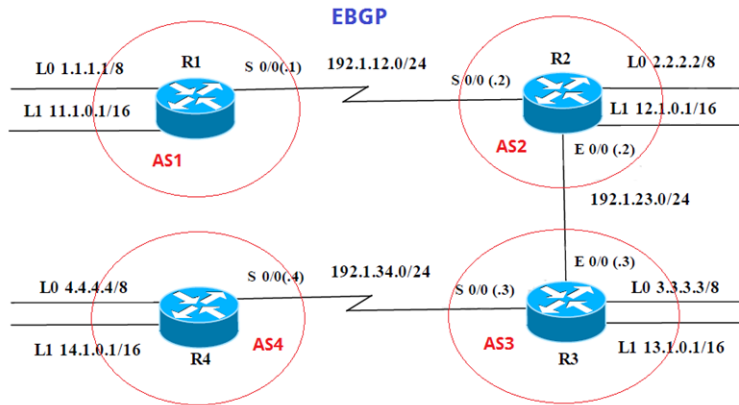 EBGP
R1
S 0/0(.1)
192.1.12.0/24
S 0/0 (.2)
R2
L0 1.1.1.1/8
L1 11.1.0.1/16
AS1
L0 2.2.2.2/8
L1 12.1.0.1/16
AS2
E 0/0 (.2)
192.1.23.0/24
L0 4.4.4.4/8
L1 14.1.0.1/16
S 0/0(.4)
192.1.34.0/24
AS4
R4
E 0/0 (.3)
S 0/0 (.3)
L0 3.3.3.3/8
L1 13.1.0.1/16
AS3
R3